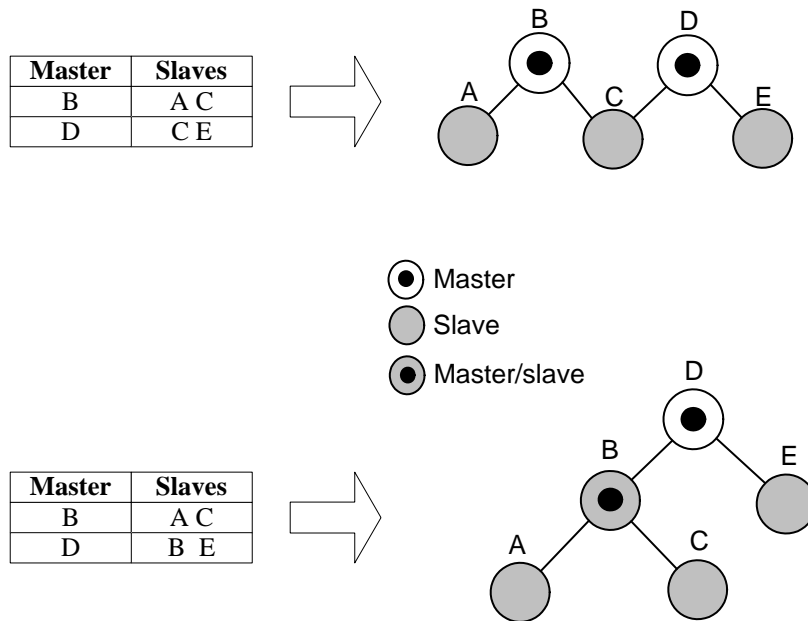 B
D
Master Slaves
B A C
D C E
A
C
E
Master
Slave
Master/slave
D
B
E
Master Slaves
B A C
D B E
A
C